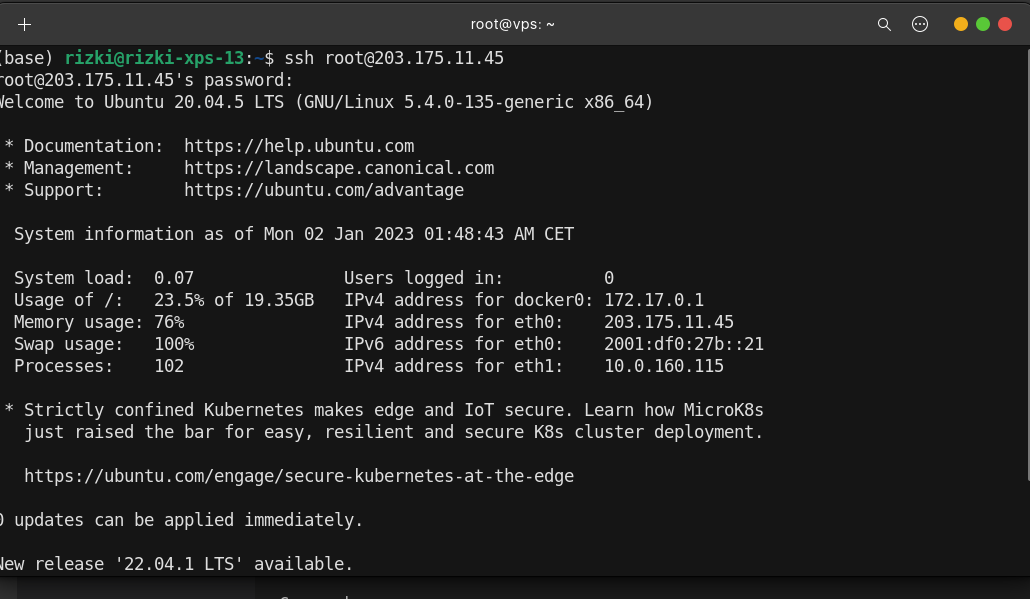 root@vps: ~
(base) rizki@rizki-xps-13:~$ ssh root@203.175.11.45
root@203.175.11.45's password:
Welcome to Ubuntu 20.04.5 LTS (GNU/Linux 5.4.0-135-generic x86_64)
* Documentation:  https://help.ubuntu.com
* Management:     https://landscape.canonical.com
* Support:        https://ubuntu.com/advantage
System information as of Mon 02 Jan 2023 01:48:43 AM CET
System load:  0.07               Users logged in:          0
Usage of /:   23.5% of 19.35GB   IPv4 address for docker0: 172.17.0.1
Memory usage: 76%                IPv4 address for eth0:    203.175.11.45
Swap usage:   100%               IPv6 address for eth0:    2001:df0:27b::21
Processes:    102                IPv4 address for eth1:    10.0.160.115
* Strictly confined Kubernetes makes edge and IoT secure. Learn how MicroK8s
just raised the bar for easy, resilient and secure K8s cluster deployment.
https://ubuntu.com/engage/secure-kubernetes-at-the-edge
0 updates can be applied immediately.
New release '22.04.1 LTS' available.